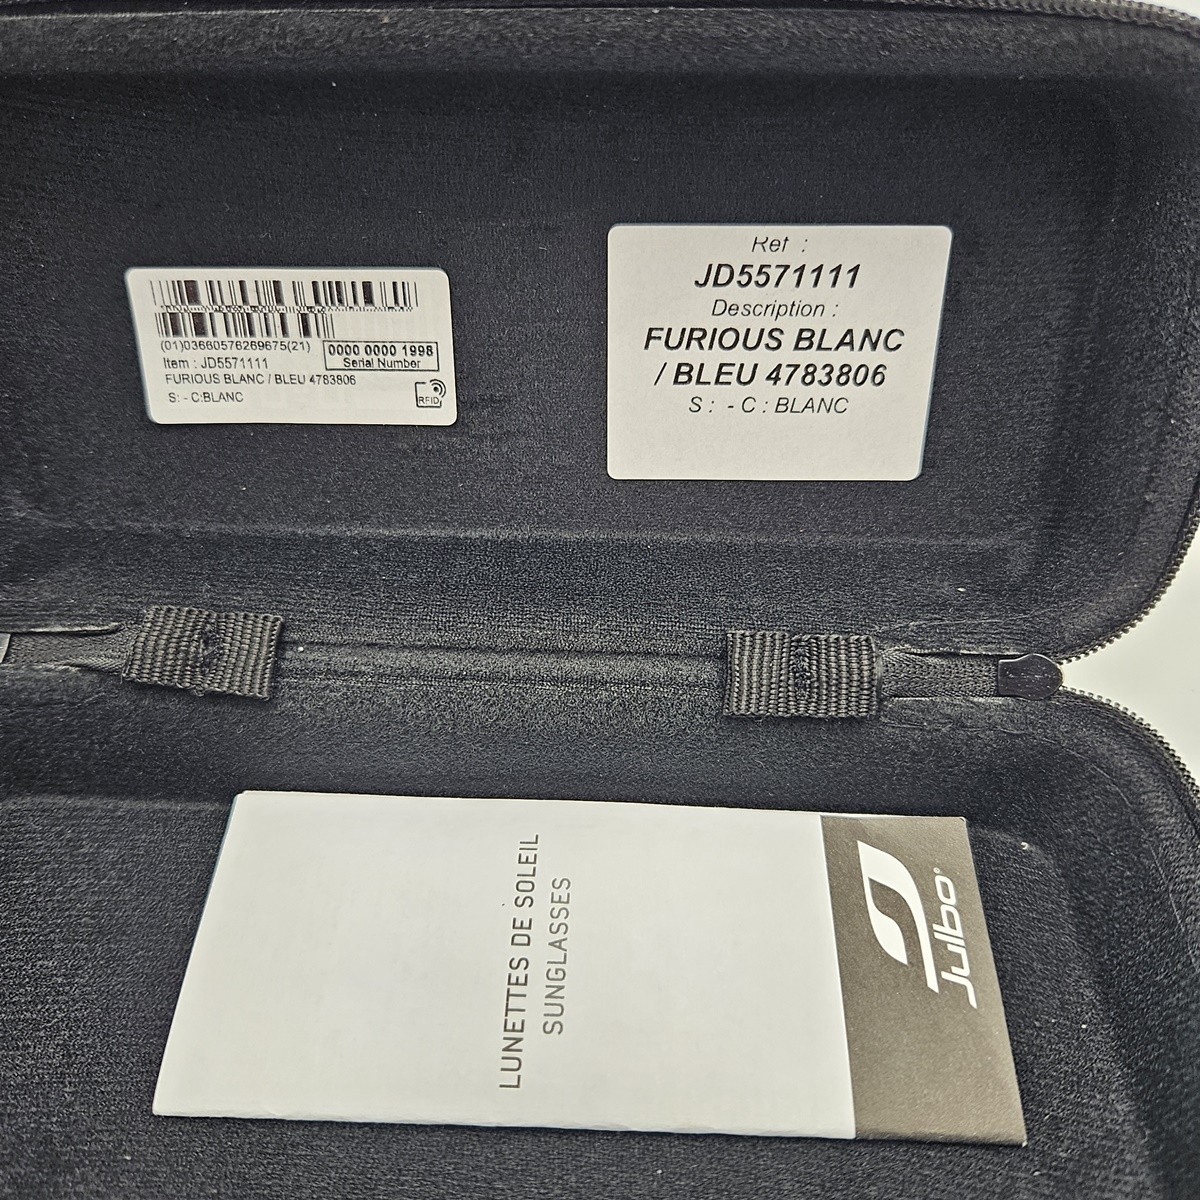 (01)03660576269675(21)
0000 0000 1998
Serial Number
Item : JD5571111
FURIOUS BLANC / BLEU 4783806
S: - C:BLANC
RFID
Ref :
JD5571111
Description :
FURIOUS BLANC
/ BLEU 4783806
S : - C : BLANC
LUNETTES DE SOLEIL
SUNGLASSES
Julbo®